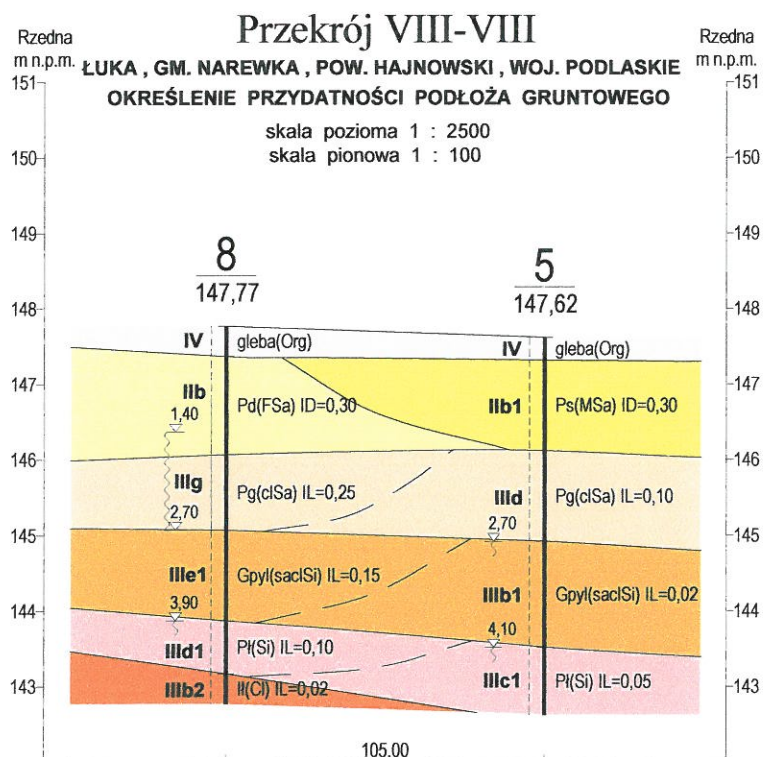 Przekrój VIII-VIII
Rzedna
m n.p.m.
Rzedna
m n.p.m.
ŁUKA , GM. NAREWKA , POW. HAJNOWSKI , WOJ. PODLASKIE
OKREŚLENIE PRZYDATNOŚCI PODŁOŻA GRUNTOWEGO
skala pozioma 1 : 2500
skala pionowa 1 : 100
151
151
150
150
149
149
148
148
147
147
146
146
145
145
144
144
143
143
8
147,77
5
147,62
IV
gleba(Org)
IV
gleba(Org)
IIb
1,40
Pd(FSa) ID=0,30
IIb1
Ps(MSa) ID=0,30
IIIg
2,70
Pg(clSa) IL=0,25
IIId
2,70
Pg(clSa) IL=0,10
IIIe1
3,90
Gpyl(saclSi) IL=0,15
IIIb1
4,10
Gpyl(saclSi) IL=0,02
IIId1
Pł(Si) IL=0,10
IIIc1
Pł(Si) IL=0,05
IIIb2
Ił(Cl) IL=0,02
105.00